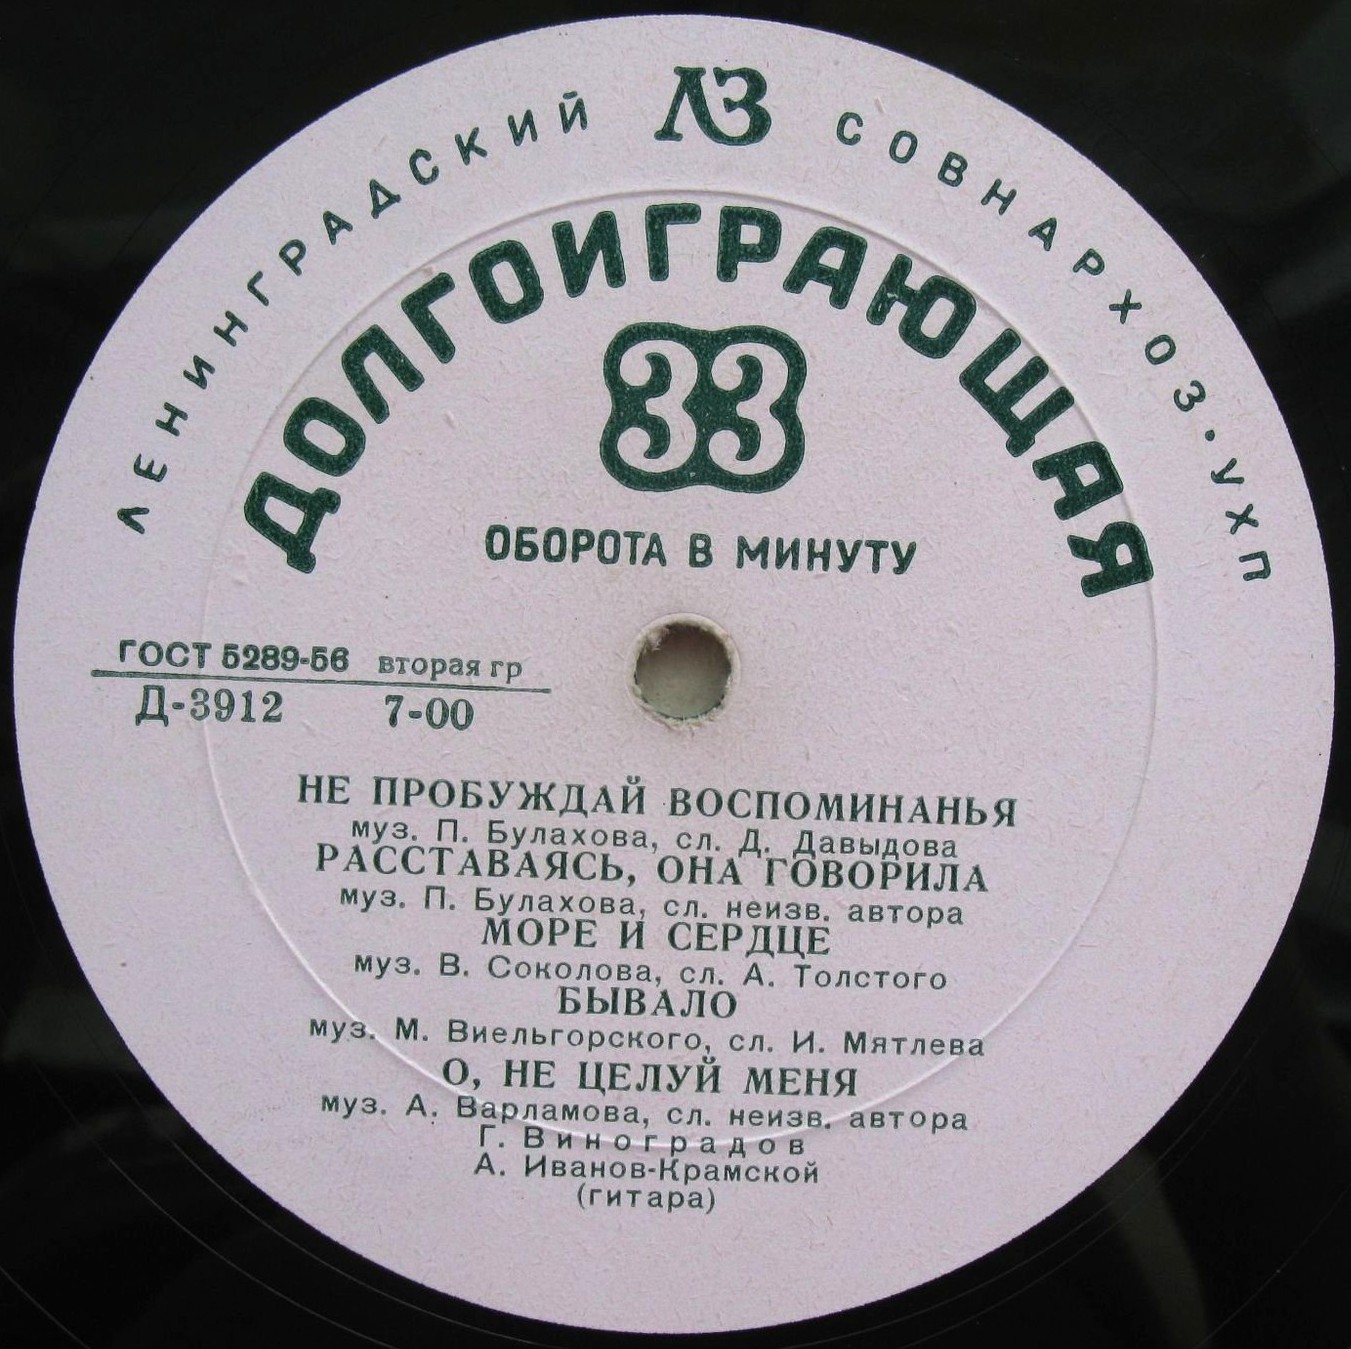 ЛЕНИНГРАДСКИЙ ЛЗ СОВНАРХОЗ · УХП
ДОЛГОИГРАЮЩАЯ
33
ОБОРОТА В МИНУТУ
ГОСТ 5289-56 вторая гр
Д-3912 7-00
НЕ ПРОБУЖДАЙ ВОСПОМИНАНЬЯ
муз. П. Булахова, сл. Д. Давыдова
РАССТАВАЯСЬ, ОНА ГОВОРИЛА
муз. П. Булахова, сл. неизв. автора
МОРЕ И СЕРДЦЕ
муз. В. Соколова, сл. А. Толстого
БЫВАЛО
муз. М. Виельгорского, сл. И. Мятлева
О, НЕ ЦЕЛУЙ МЕНЯ
муз. А. Варламова, сл. неизв. автора
Г. Виноградов
А. Иванов-Крамской
(гитара)